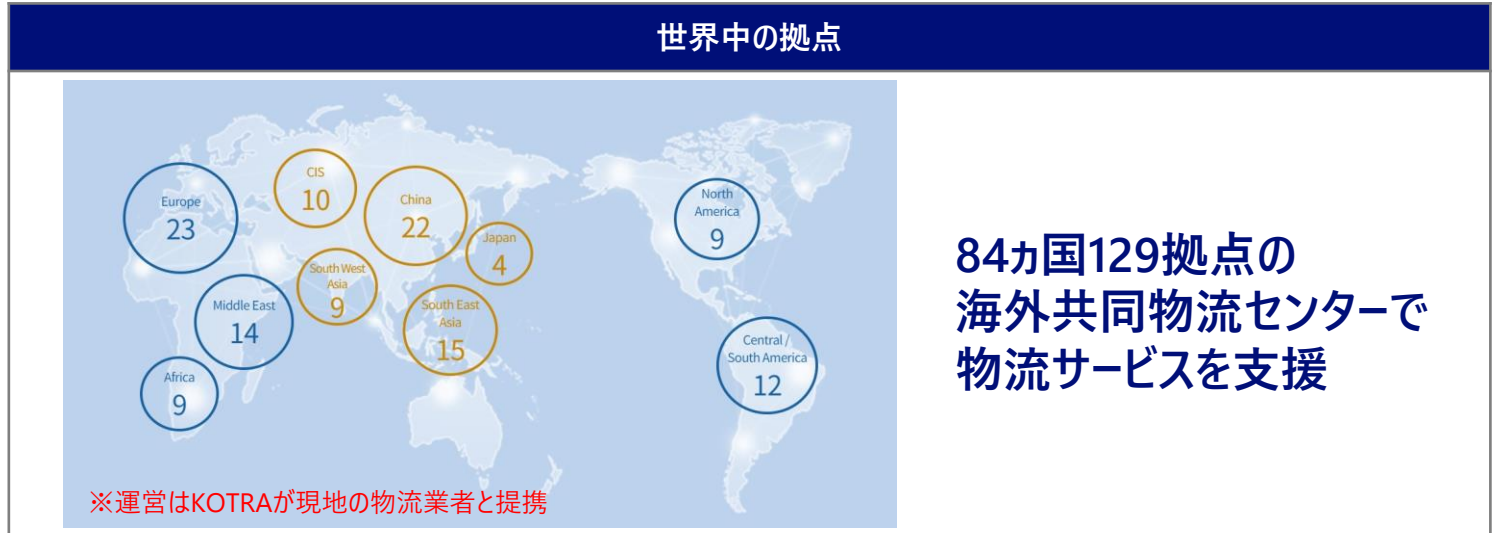 世界中の拠点
Europe
23
CIS
10
China
22
Japan
4
South West
Asia
9
South East
Asia
15
Middle East
14
Africa
9
North
America
9
Central /
South America
12
※運営はKOTRAが現地の物流業者と提携
84ヵ国129拠点の
海外共同物流センターで
物流サービスを支援